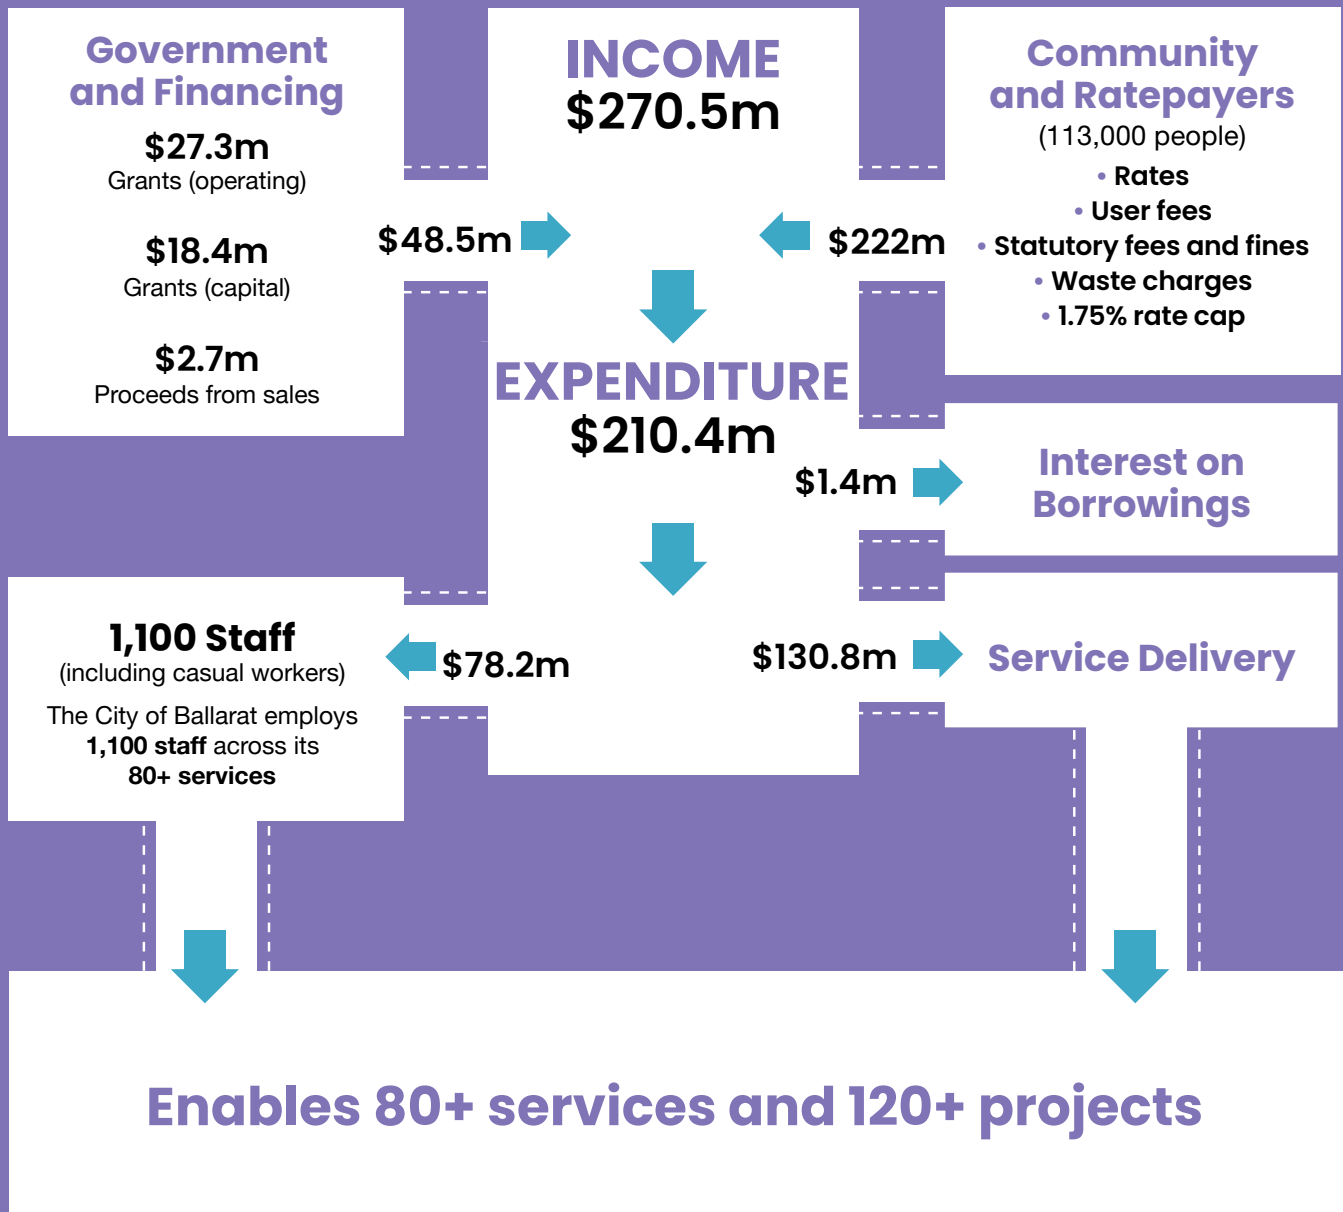 Government
and Financing
$27.3m
Grants (operating)
$18.4m
Grants (capital)
$2.7m
Proceeds from sales
$48.5m
INCOME
$270.5m
$222m
Community
and Ratepayers
(113,000 people)
• Rates
• User fees
• Statutory fees and fines
• Waste charges
• 1.75% rate cap
EXPENDITURE
$210.4m
$1.4m
Interest on
Borrowings
1,100 Staff
(including casual workers)
The City of Ballarat employs
1,100 staff across its
80+ services
$78.2m
$130.8m
Service Delivery
Enables 80+ services and 120+ projects